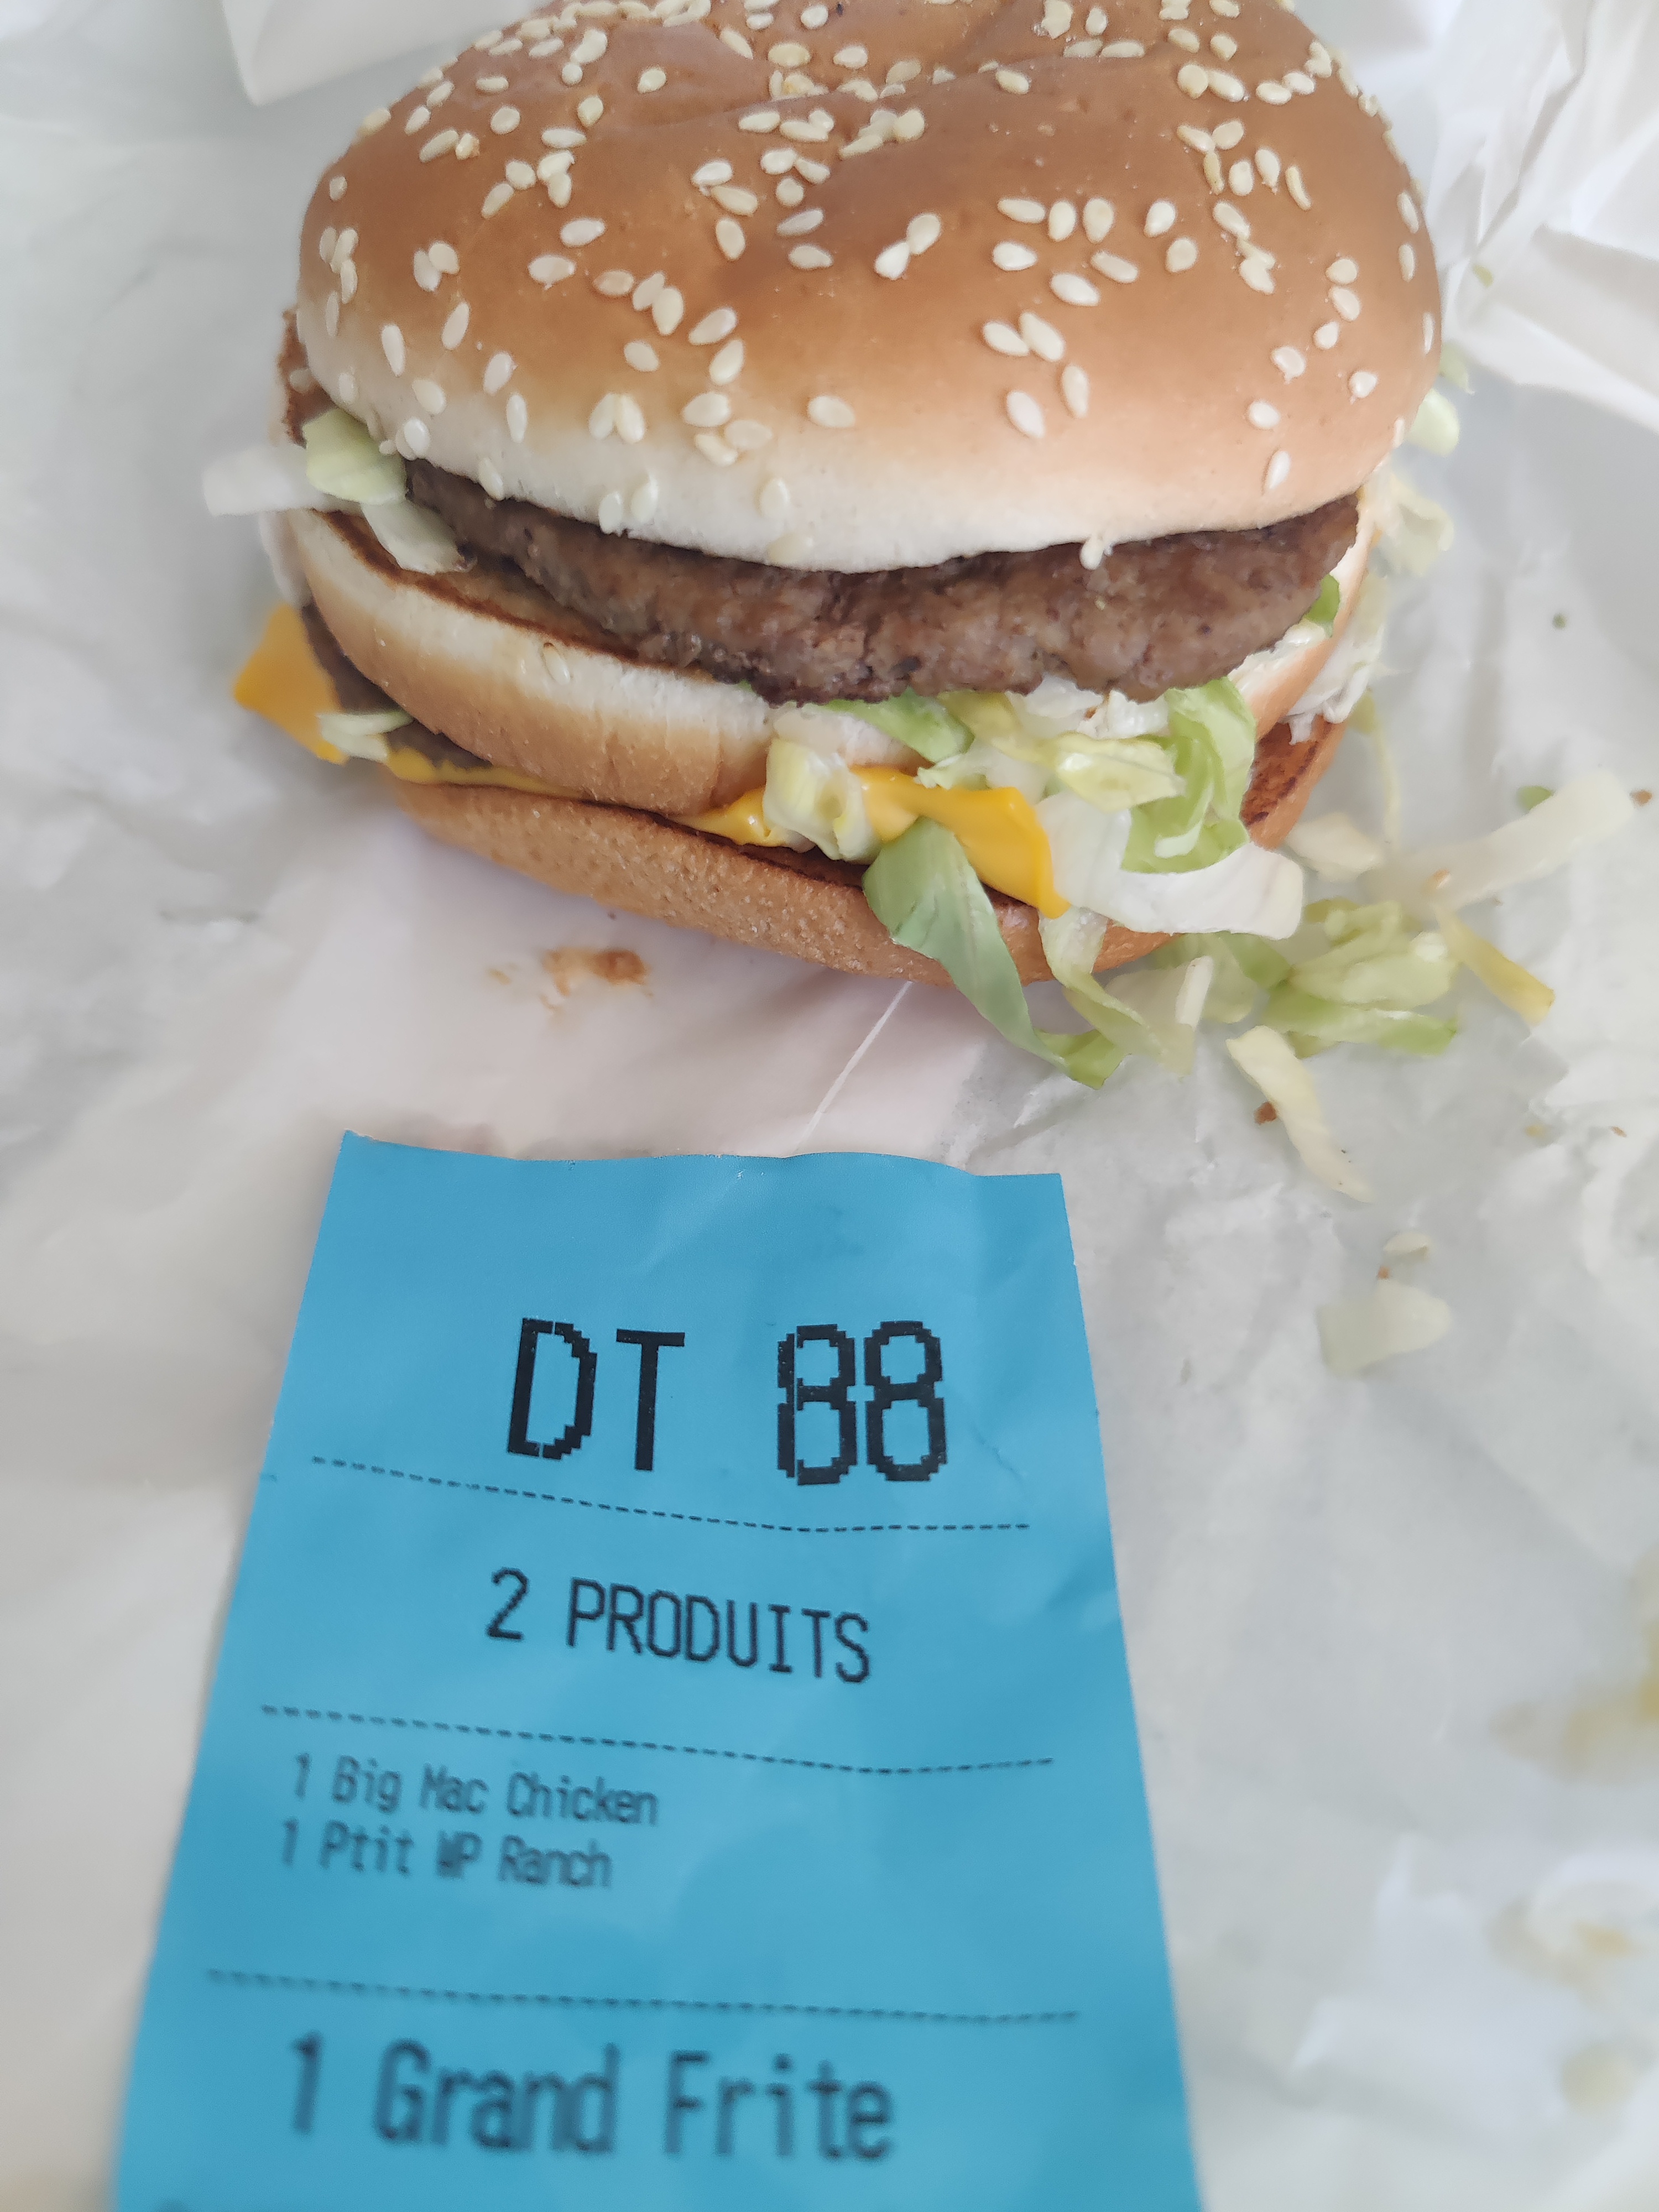 DT 88
2 PRODUITS
1 Big Mac Chicken
1 Ptit WP Ranch
1 Grand Frite